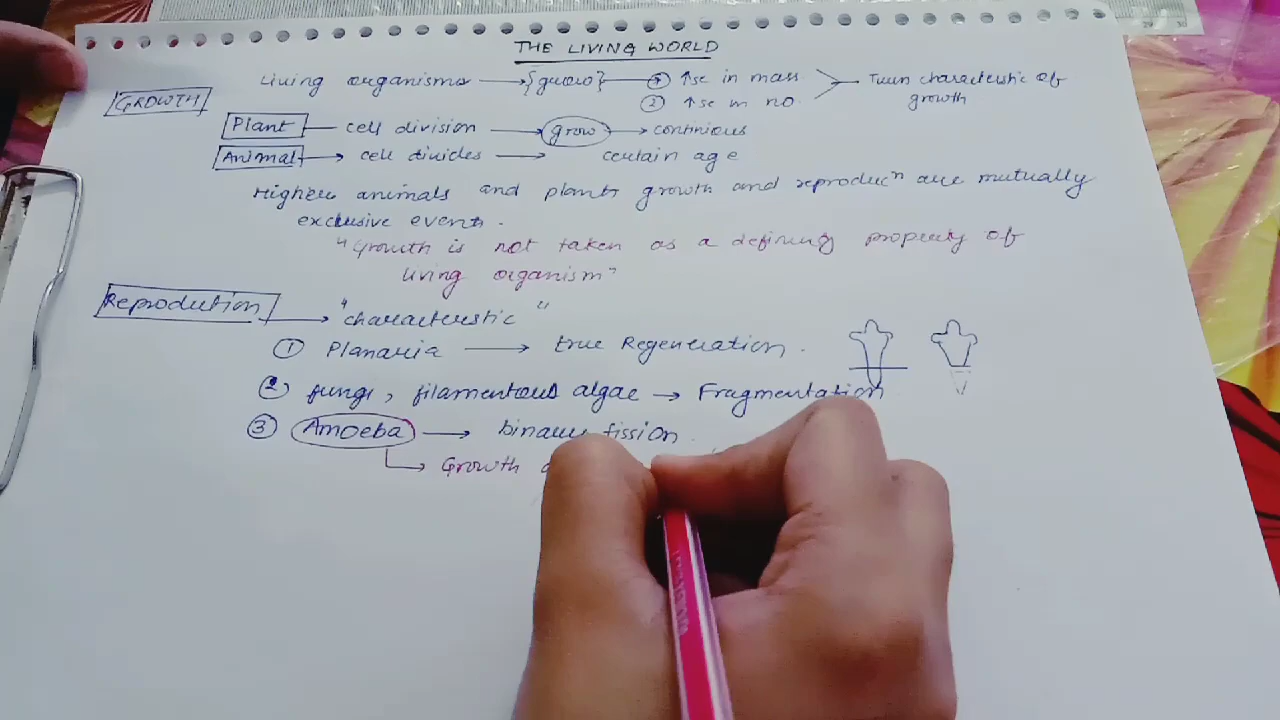 THE LIVING WORLD
Living organisms → {grow} → ① ↑se in mass
② ↑se in no.
Twin characteristic of growth
GROWTH
Plant — cell division → grow → continious
Animal → cell divides → certain age
Higher animals and plants growth and reproducⁿ are mutually
exclusive events.
"Growth is not taken as a defining property of
living organism"
Reprodution → "characteristic"
① Planaria → true Regeneration.
② fungi, filamentous algae → Fragmentation
③ Amoeba → binary fission.
Growth